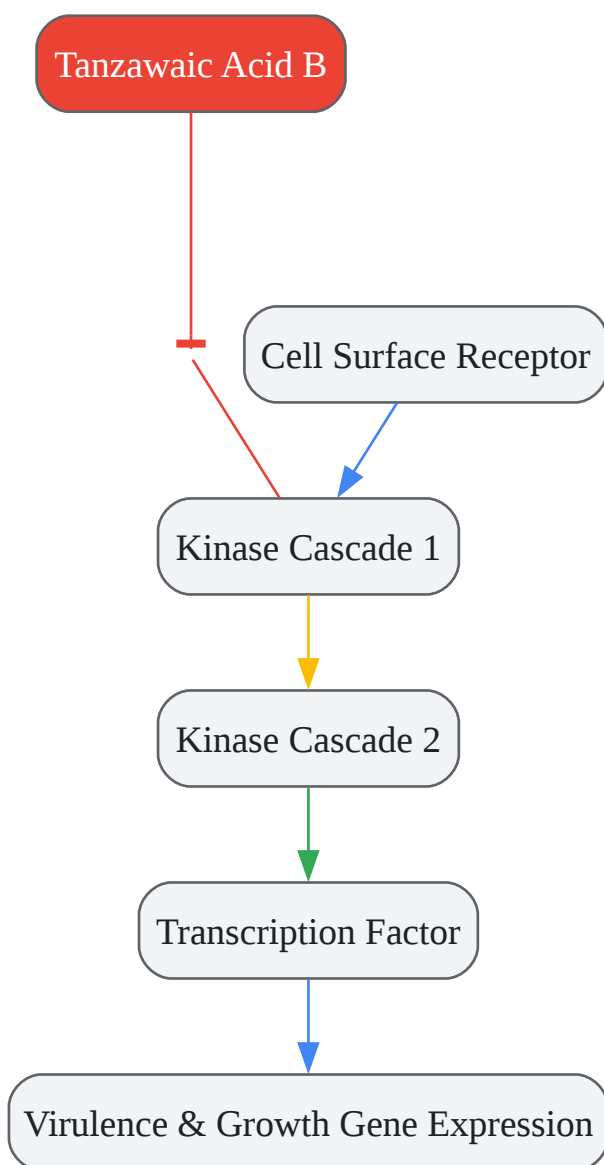 Tanzawaic Acid B
Cell Surface Receptor
Kinase Cascade 1
Kinase Cascade 2
Transcription Factor
Virulence & Growth Gene Expression